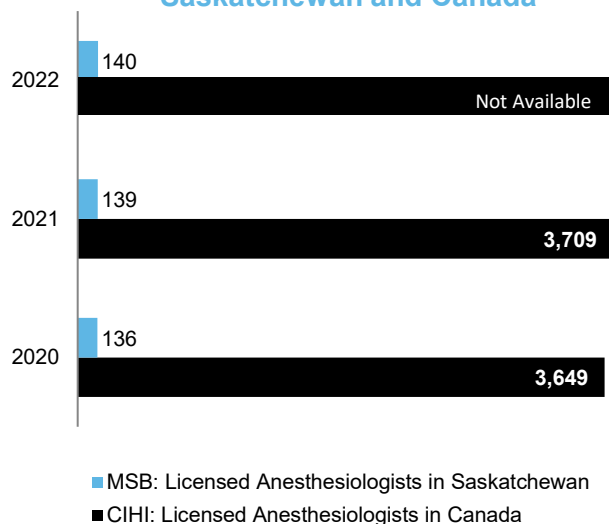 Saskatchewan and Canada
140
2022
Not Available
139
2021
3,709
136
2020
3,649
MSB: Licensed Anesthesiologists in Saskatchewan
CIHI: Licensed Anesthesiologists in Canada